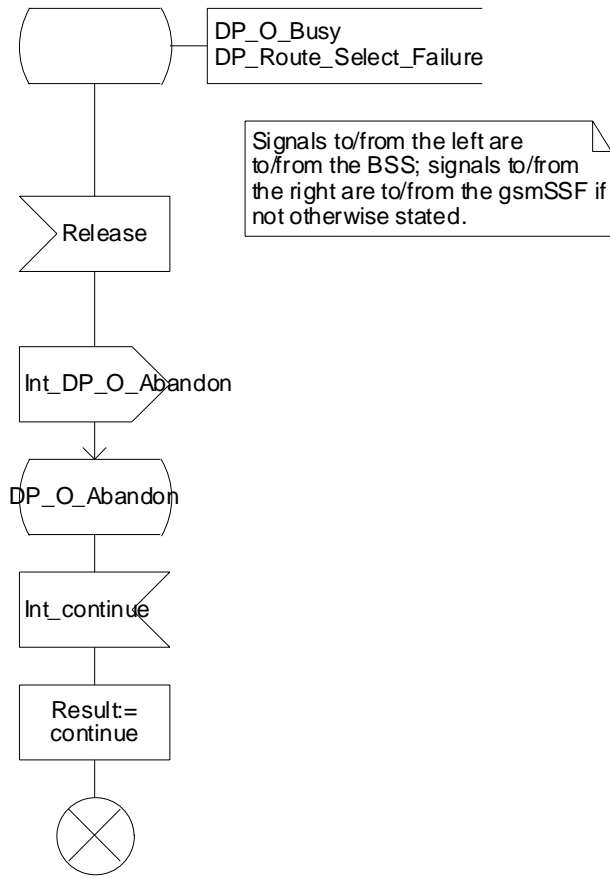 DP_O_Busy
DP_Route_Select_Failure
Signals to/from the left are
to/from the BSS; signals to/from
the right are to/from the gsmSSF if
not otherwise stated.
Release
Int_DP_O_Abandon
DP_O_Abandon
Int_continue
Result:=
continue